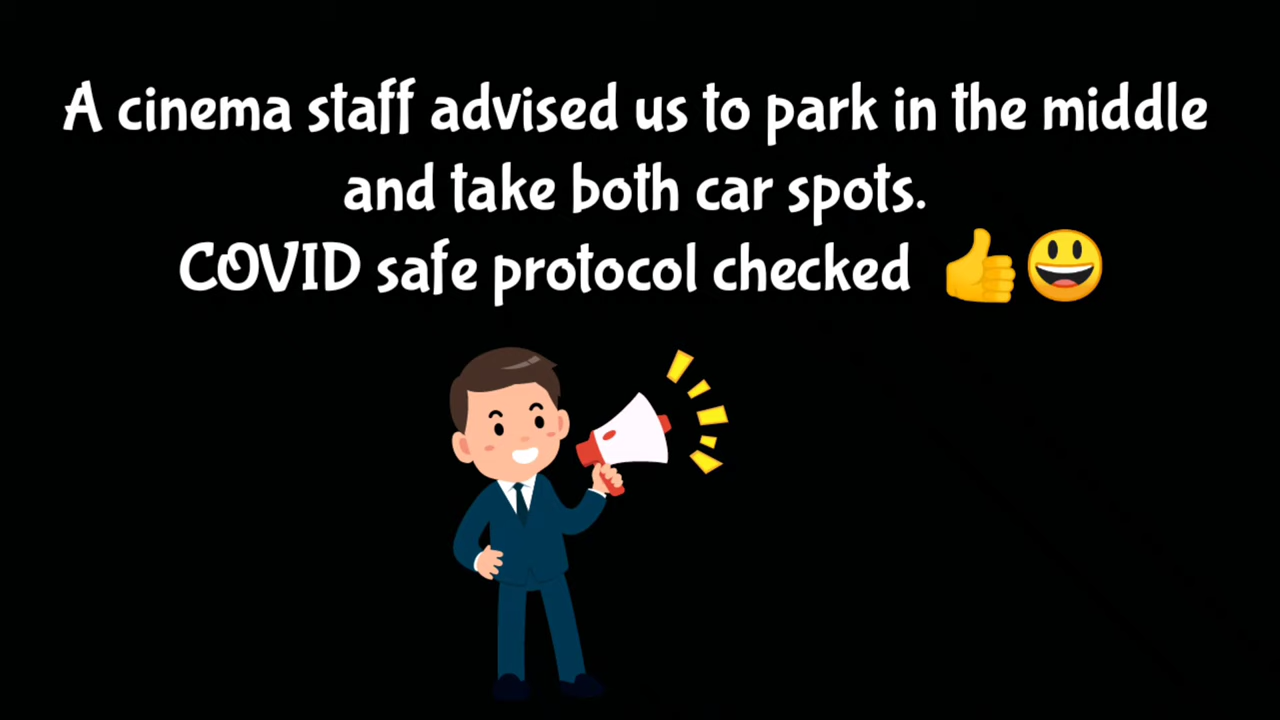 A cinema staff advised us to park in the middle
and take both car spots.
COVID safe protocol checked 👍😃